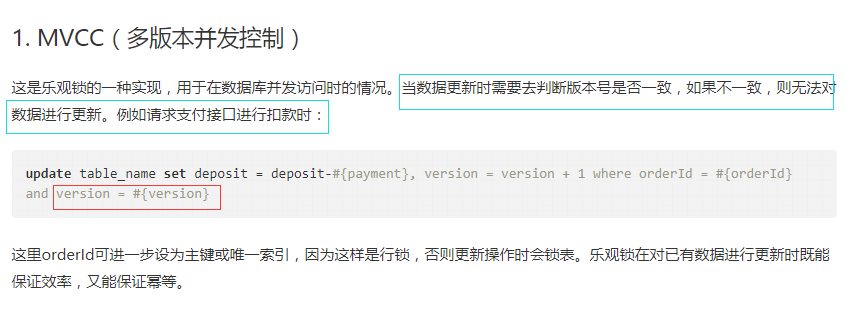 1. MVCC（多版本并发控制）
这是乐观锁的一种实现，用于在数据库并发访问时的情况。当数据更新时需要去判断版本号是否一致，如果不一致，则无法对
数据进行更新。例如请求支付接口进行扣款时：
update table_name set deposit = deposit-#{payment}, version = version + 1 where orderId = #{orderId}
and version = #{version}
这里orderId可进一步设为主键或唯一索引，因为这样是行锁，否则更新操作时会锁表。乐观锁在对已有数据进行更新时既能
保证效率，又能保证幂等。